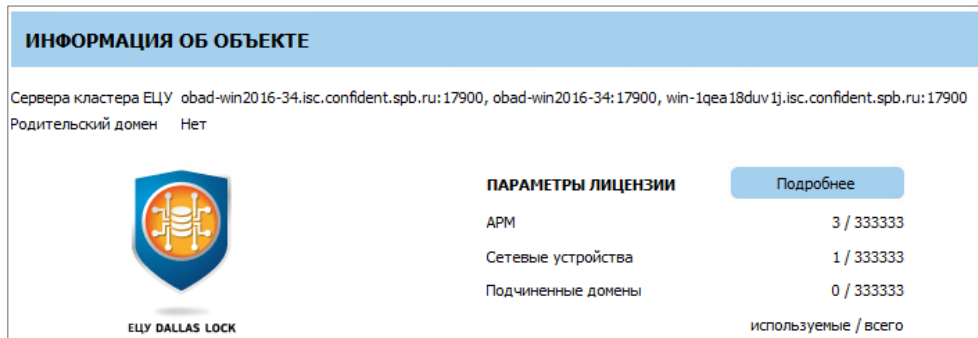 ИНФОРМАЦИЯ ОБ ОБЪЕКТЕ
Сервера кластера ЕЦУ obad-win2016-34.isc.confident.spb.ru:17900, obad-win2016-34:17900, win-1qea18duv1j.isc.confident.spb.ru:17900
Родительский домен Нет
ПАРАМЕТРЫ ЛИЦЕНЗИИ Подробнее
АРМ 3 / 333333
Сетевые устройства 1 / 333333
Подчиненные домены 0 / 333333
ЕЦУ DALLAS LOCK используемые / всего